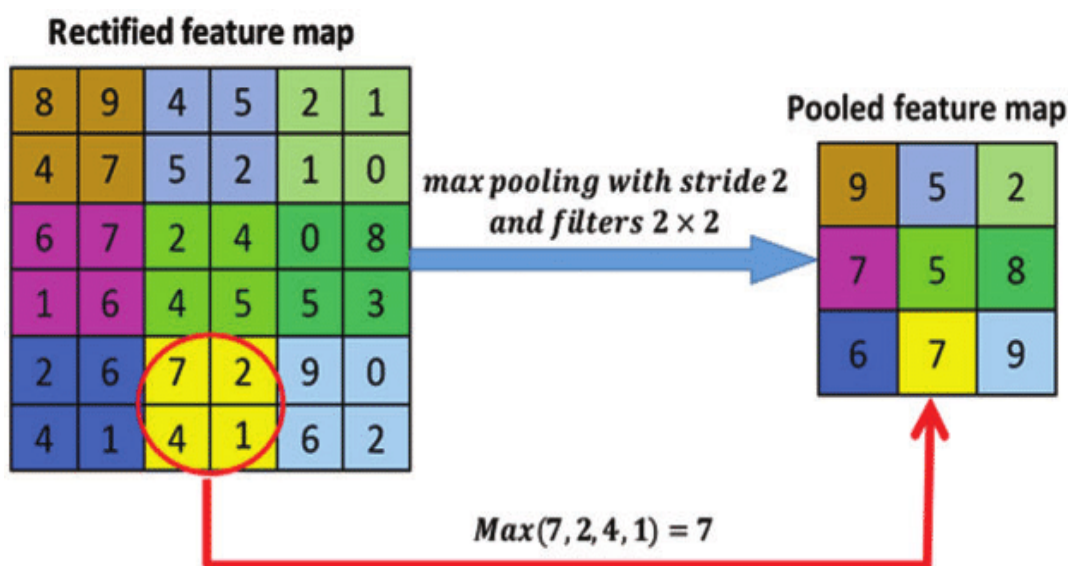 Rectified feature map
8 9 4 5 2 1
4 7 5 2 1 0
6 7 2 4 0 8
1 6 4 5 5 3
2 6 7 2 9 0
4 1 4 1 6 2
max pooling with stride 2
and filters 2 × 2
Pooled feature map
9 5 2
7 5 8
6 7 9
Max(7, 2, 4, 1) = 7